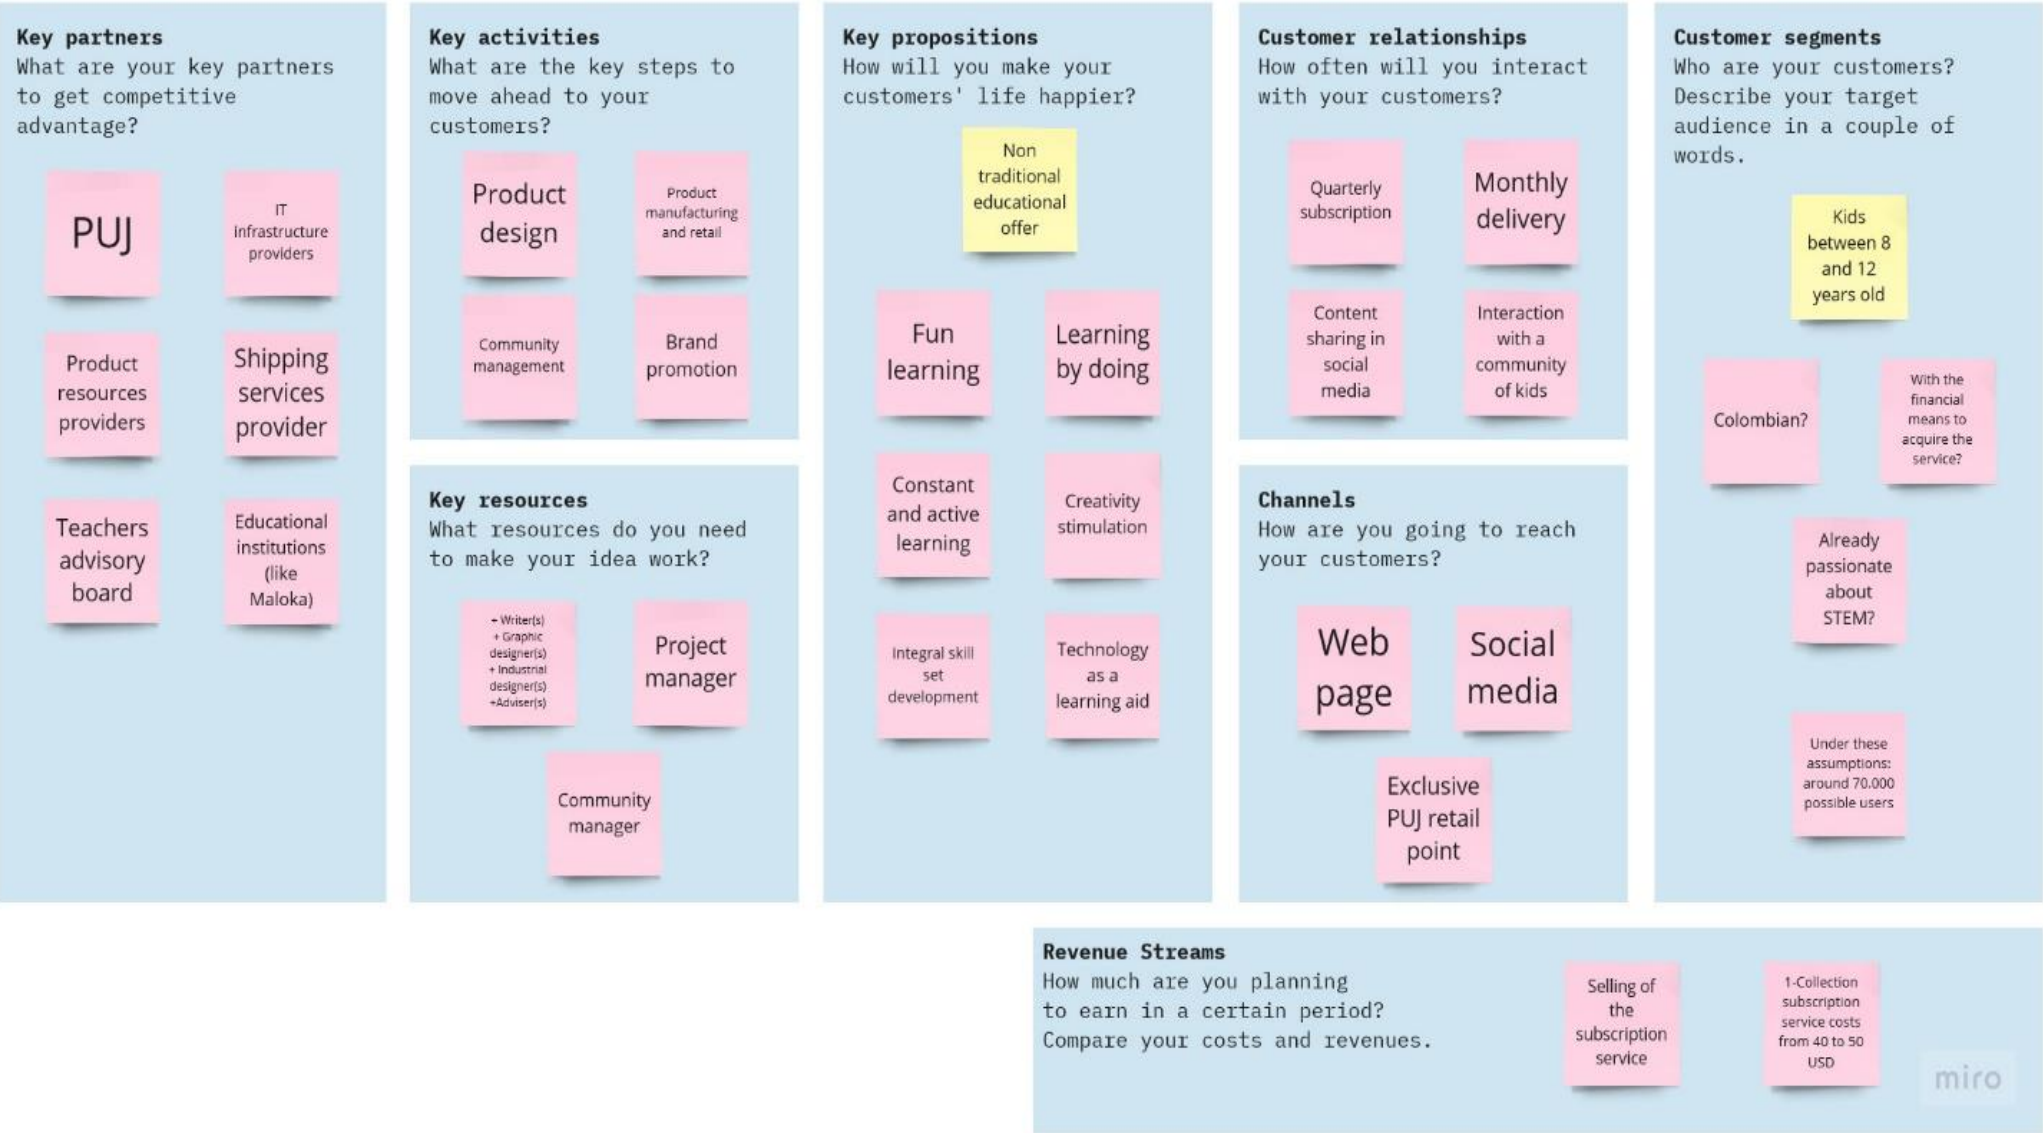 Key partners
What are your key partners
to get competitive
advantage?
PUJ
IT
infrastructure
providers
Product
resources
providers
Shipping
services
provider
Teachers
advisory
board
Educational
institutions
(like
Maloka)
Key activities
What are the key steps to
move ahead to your
customers?
Product
design
Product
manufacturing
and retail
Community
management
Brand
promotion
Key resources
What resources do you need
to make your idea work?
+ Writer(s)
+ Graphic
designer(s)
+ Industrial
designer(s)
+Adviser(s)
Project
manager
Community
manager
Key propositions
How will you make your
customers' life happier?
Non
traditional
educational
offer
Fun
learning
Learning
by doing
Constant
and active
learning
Creativity
stimulation
Integral skill
set
development
Technology
as a
learning aid
Customer relationships
How often will you interact
with your customers?
Quarterly
subscription
Monthly
delivery
Content
sharing in
social
media
Interaction
with a
community
of kids
Channels
How are you going to reach
your customers?
Web
page
Social
media
Exclusive
PUJ retail
point
Customer segments
Who are your customers?
Describe your target
audience in a couple of
words.
Kids
between 8
and 12
years old
Colombian?
With the
financial
means to
acquire the
service?
Already
passionate
about
STEM?
Under these
assumptions:
around 70.000
possible users
Revenue Streams
How much are you planning
to earn in a certain period?
Compare your costs and revenues.
Selling of
the
subscription
service
1-Collection
subscription
service costs
from 40 to 50
USD
miro